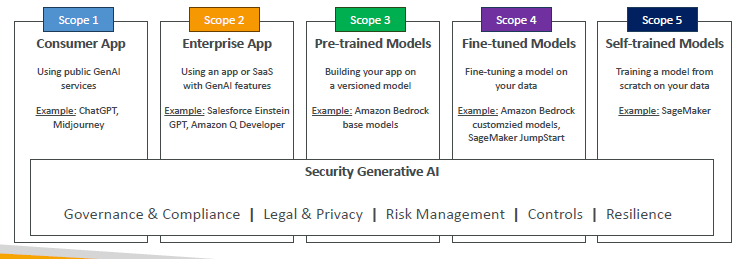 Scope 1
Consumer App
Using public GenAI
services
Example: ChatGPT,
Midjourney
Scope 2
Enterprise App
Using an app or SaaS
with GenAI features
Example: Salesforce Einstein
GPT, Amazon Q Developer
Scope 3
Pre-trained Models
Building your app on
a versioned model
Example: Amazon Bedrock
base models
Scope 4
Fine-tuned Models
Fine-tuning a model on
your data
Example: Amazon Bedrock
customzied models,
SageMaker JumpStart
Scope 5
Self-trained Models
Training a model from
scratch on your data
Example: SageMaker
Security Generative AI
Governance & Compliance | Legal & Privacy | Risk Management | Controls | Resilience